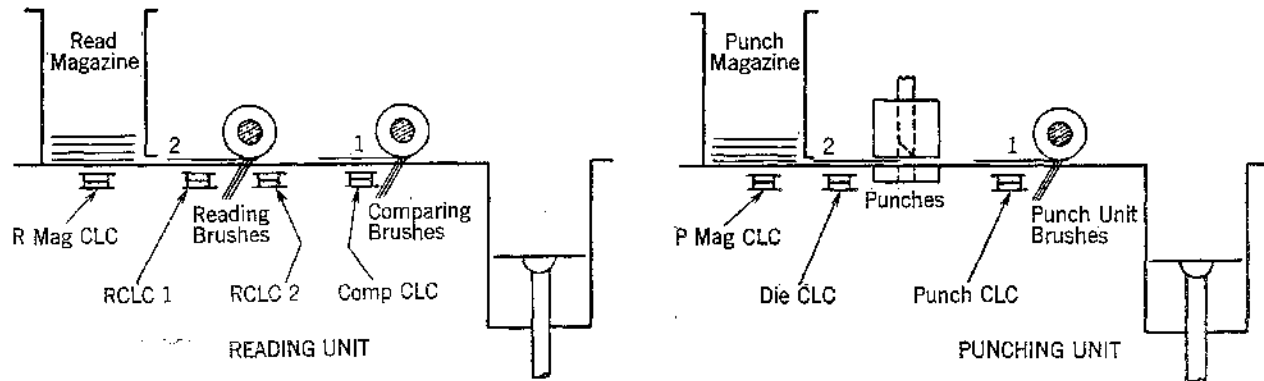 Read
Magazine
2
1
R Mag CLC
Reading
Brushes
Comparing
Brushes
RCLC 1
RCLC 2
Comp CLC
READING UNIT
Punch
Magazine
2
1
P Mag CLC
Punches
Punch Unit
Brushes
Die CLC
Punch CLC
PUNCHING UNIT